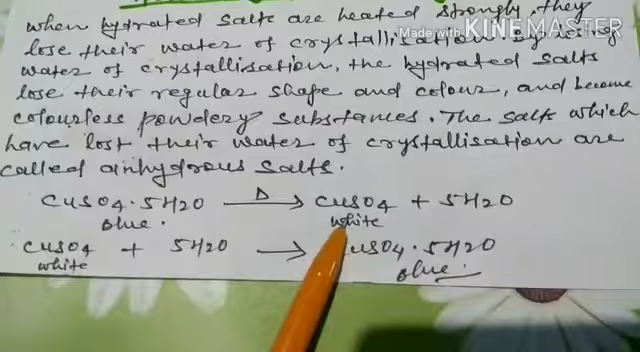 Made with KINEMASTER
when hydrated salts are heated strongly, they
lose their water of crystallisation. By losing
water of crystallisation, the hydrated salts
lose their regular shape and colour, and become
colourless powdery substances. The salts which
have lost their water of crystallisation are
called anhydrous salts.
CuSO4·5H2O —Δ→ CuSO4 + 5H2O
blue. white
CuSO4 + 5H2O → CuSO4·5H2O
white blue.